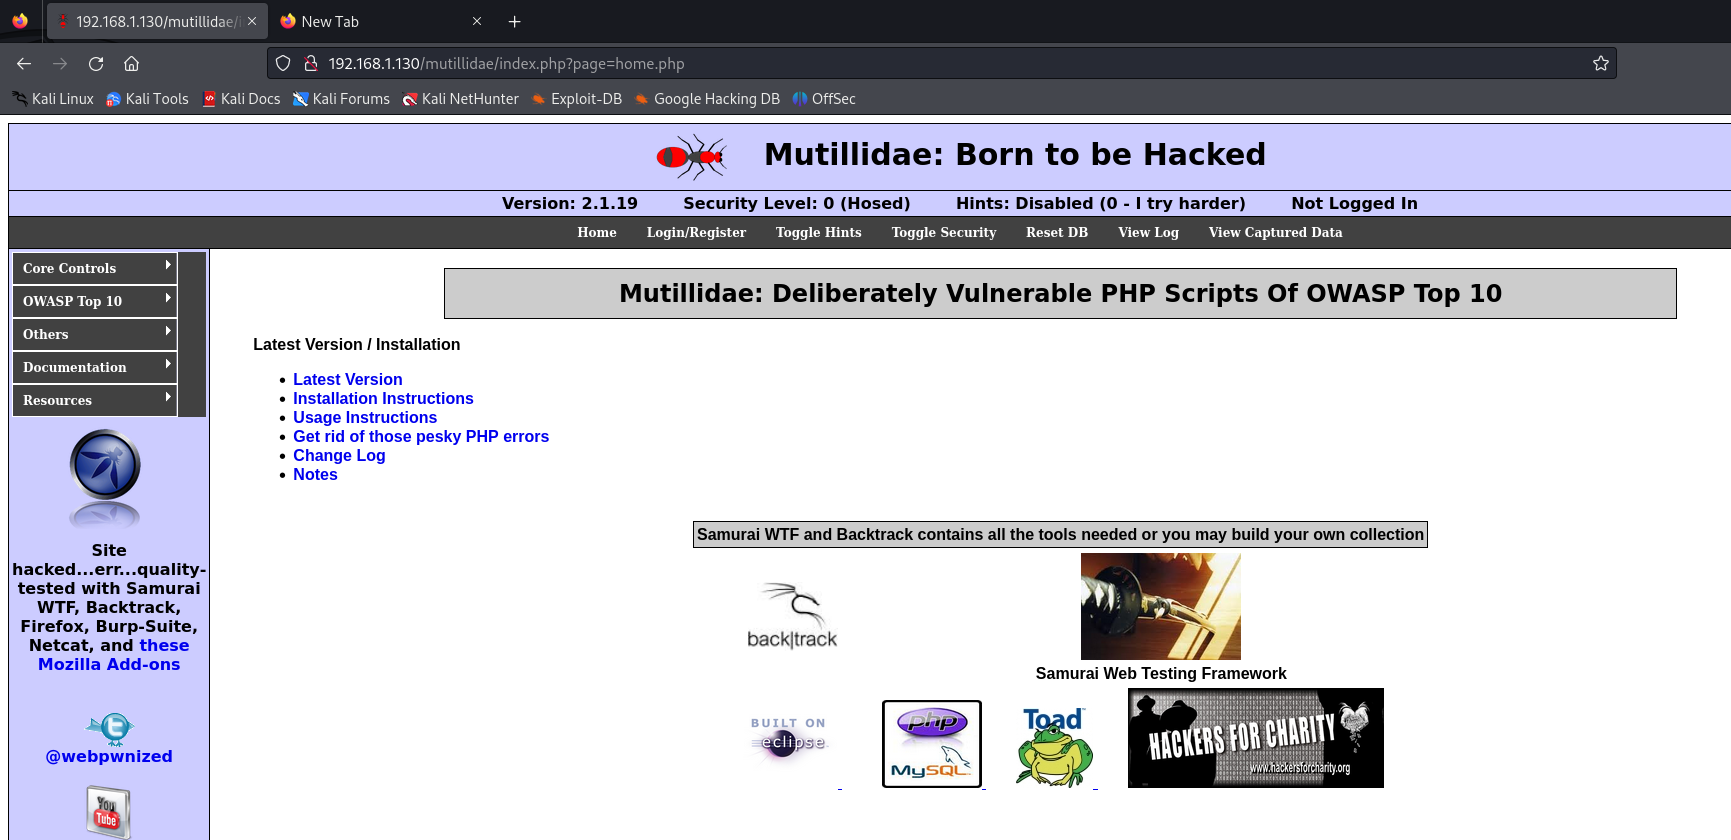 192.168.1.130/mutillidae/i
New Tab
192.168.1.130/mutillidae/index.php?page=home.php
Kali Linux Kali Tools Kali Docs Kali Forums Kali NetHunter Exploit-DB Google Hacking DB OffSec
Mutillidae: Born to be Hacked
Version: 2.1.19 Security Level: 0 (Hosed) Hints: Disabled (0 - I try harder) Not Logged In
Home Login/Register Toggle Hints Toggle Security Reset DB View Log View Captured Data
Core Controls
OWASP Top 10
Others
Documentation
Resources
Site
hacked...err...quality-
tested with Samurai
WTF, Backtrack,
Firefox, Burp-Suite,
Netcat, and these
Mozilla Add-ons
@webpwnized
You
Tube
Mutillidae: Deliberately Vulnerable PHP Scripts Of OWASP Top 10
Latest Version / Installation
Latest Version
Installation Instructions
Usage Instructions
Get rid of those pesky PHP errors
Change Log
Notes
Samurai WTF and Backtrack contains all the tools needed or you may build your own collection
back|track
Samurai Web Testing Framework
BUILT ON
eclipse
php
MySQL
Toad
HACKERS FOR CHARITY
www.hackersforcharity.org